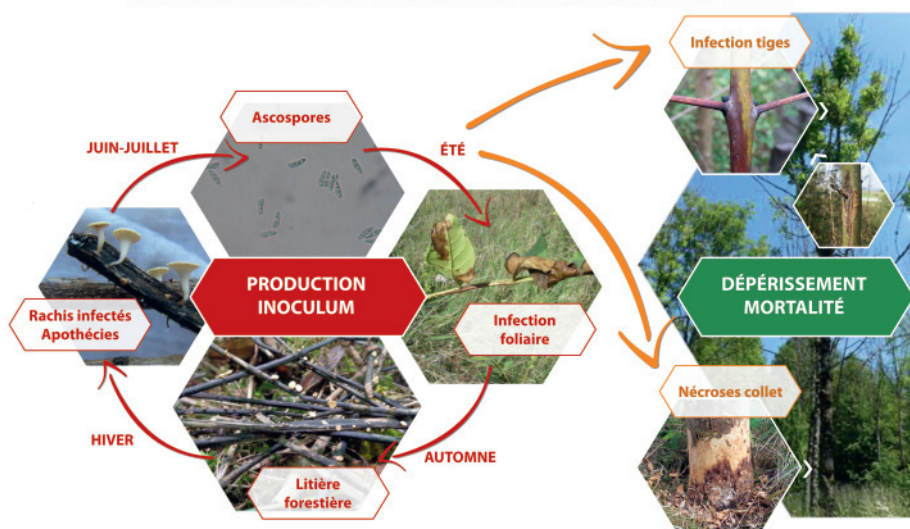 Infection tiges
Ascospores
JUIN-JUILLET
ÉTÉ
PRODUCTION
INOCULUM
DÉPÉRISSEMENT
MORTALITÉ
Rachis infectés
Apothécies
Infection
foliaire
Nécroses collet
HIVER
AUTOMNE
Litière
forestière